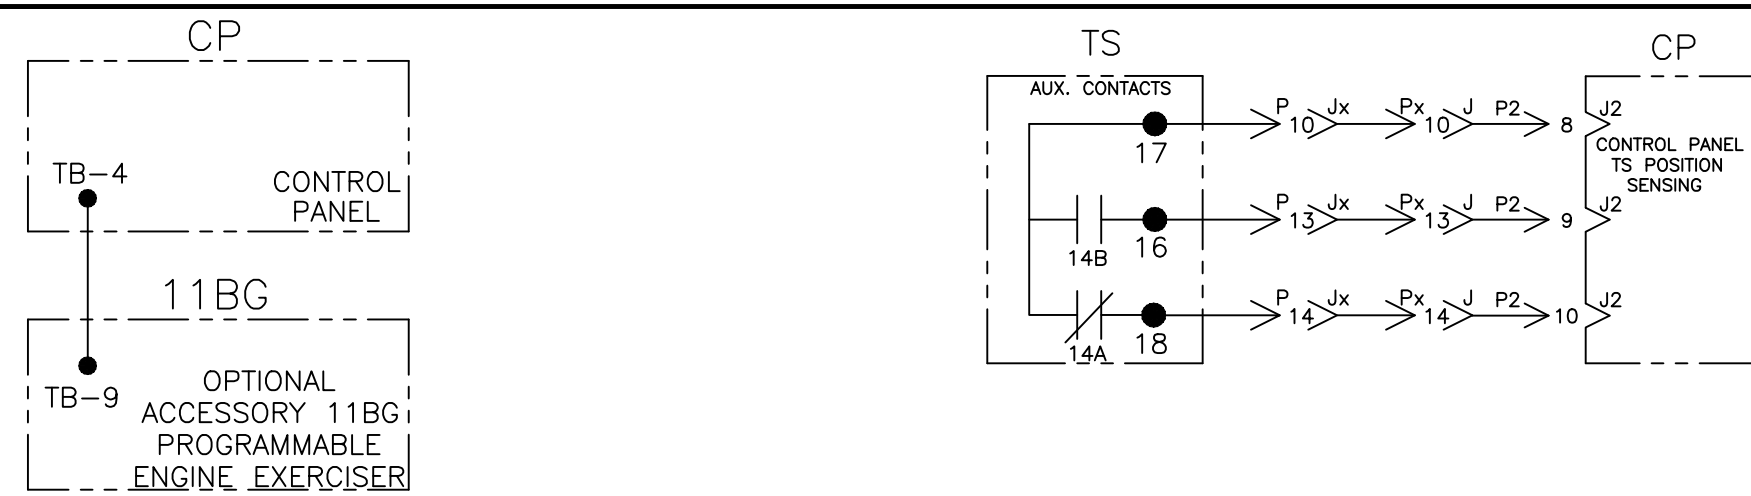 CP
TB-4
CONTROL
PANEL
11BG
TB-9
OPTIONAL
ACCESSORY 11BG
PROGRAMMABLE
ENGINE EXERCISER
TS
AUX. CONTACTS
17
P 10 Jx Px 10 J P2 8 J2
16
14B
P 13 Jx Px 13 J P2 9 J2
18
14A
P 14 Jx Px 14 J P2 10 J2
CP
CONTROL PANEL
TS POSITION
SENSING